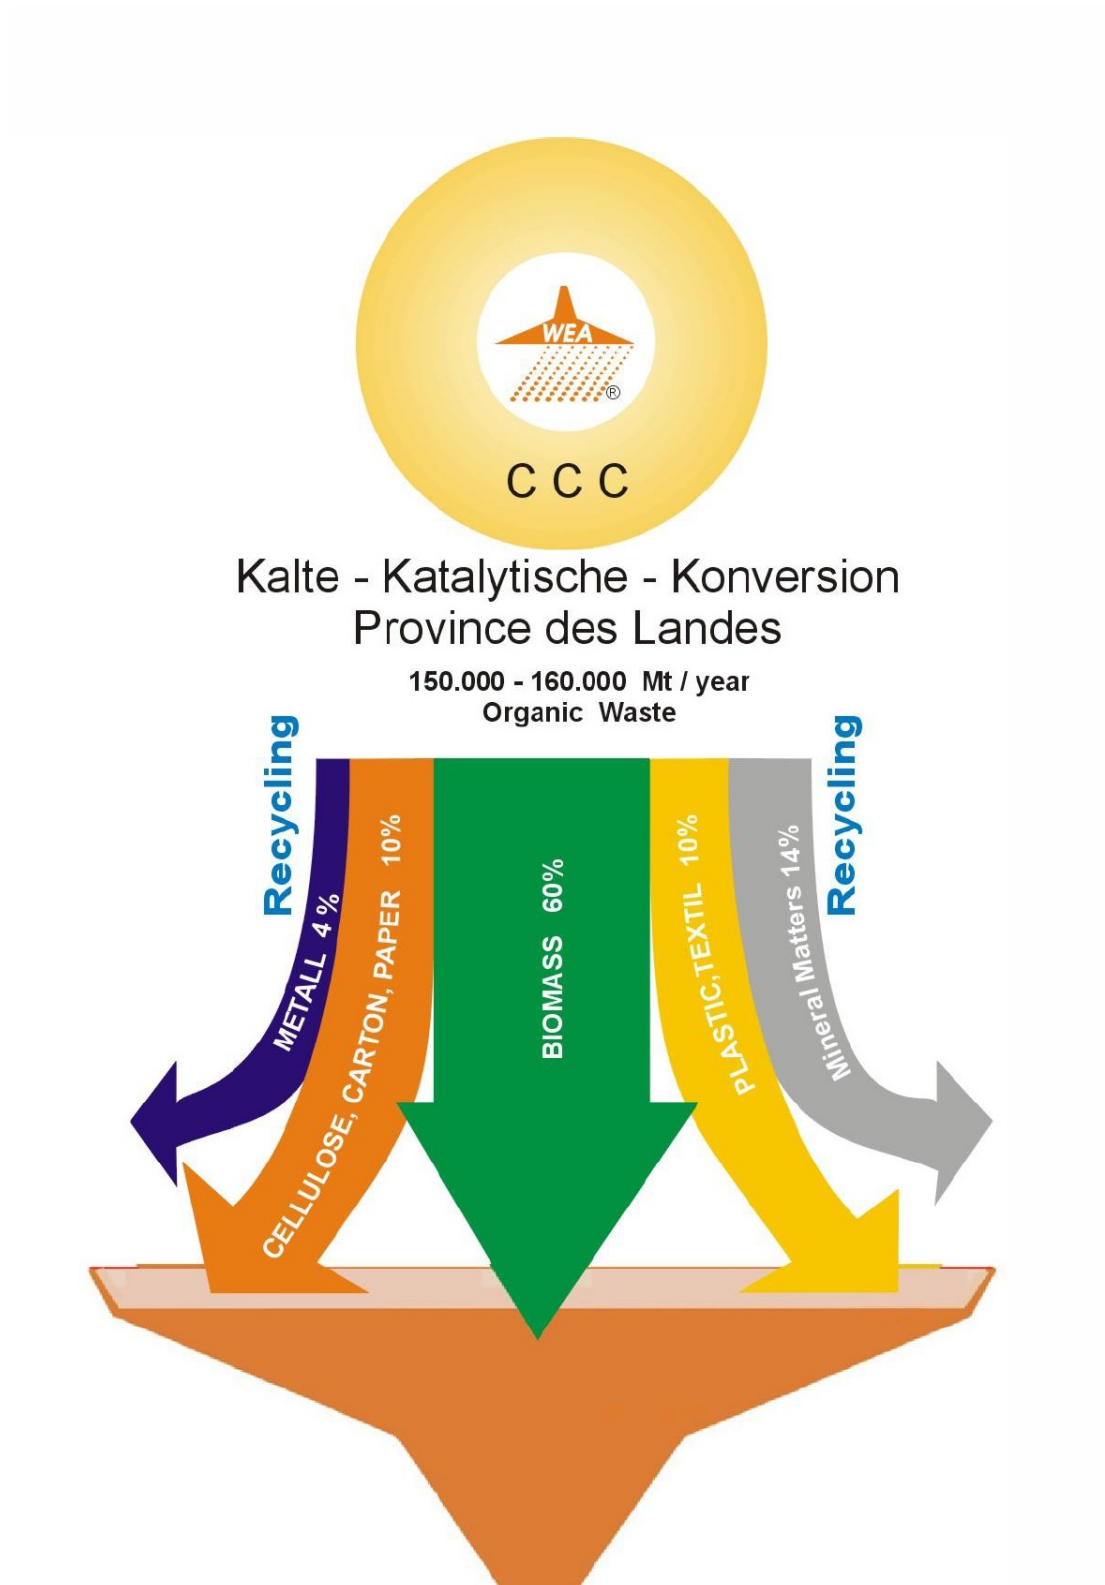 WEA
®
C C C
Kalte - Katalytische - Konversion
Province des Landes
150.000 - 160.000 Mt / year
Organic Waste
Recycling
Recycling
METALL 4 %
CELLULOSE, CARTON, PAPER 10%
BIOMASS 60%
PLASTIC,TEXTIL 10%
Mineral Matters 14%